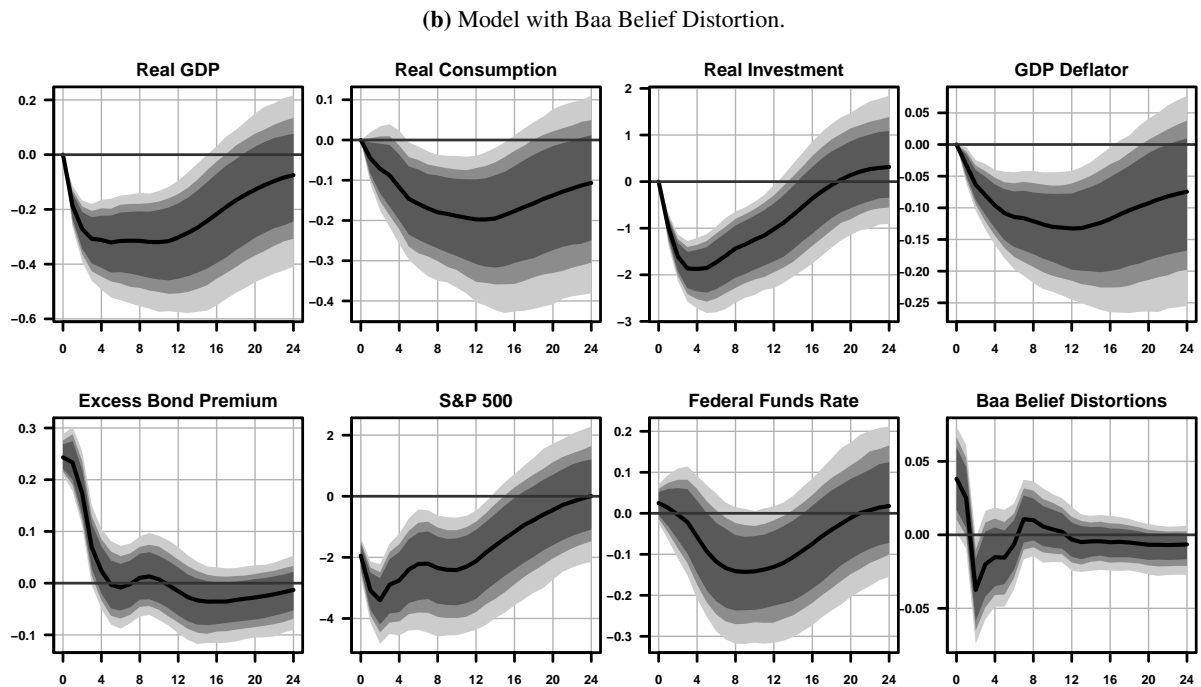 (b) Model with Baa Belief Distortion.
Real GDP
0.2
0.0
−0.2
−0.4
−0.6
0 4 8 12 16 20 24
Real Consumption
0.1
0.0
−0.1
−0.2
−0.3
−0.4
0 4 8 12 16 20 24
Real Investment
2
1
0
−1
−2
−3
0 4 8 12 16 20 24
GDP Deflator
0.05
0.00
−0.05
−0.10
−0.15
−0.20
−0.25
0 4 8 12 16 20 24
Excess Bond Premium
0.3
0.2
0.1
0.0
−0.1
0 4 8 12 16 20 24
S&P 500
2
0
−2
−4
0 4 8 12 16 20 24
Federal Funds Rate
0.2
0.1
0.0
−0.1
−0.2
−0.3
0 4 8 12 16 20 24
Baa Belief Distortions
0.05
0.00
−0.05
0 4 8 12 16 20 24